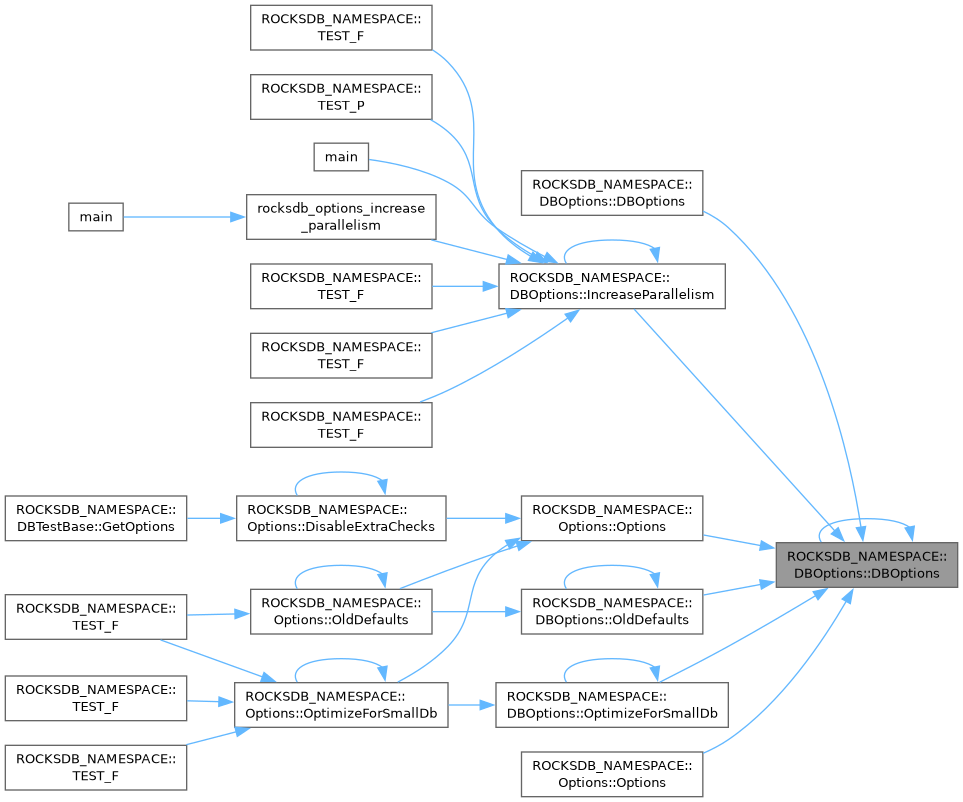 ROCKSDB_NAMESPACE::
TEST_F
ROCKSDB_NAMESPACE::
TEST_P
main
ROCKSDB_NAMESPACE::
DBOptions::DBOptions
main
rocksdb_options_increase
_parallelism
ROCKSDB_NAMESPACE::
TEST_F
ROCKSDB_NAMESPACE::
DBOptions::IncreaseParallelism
ROCKSDB_NAMESPACE::
TEST_F
ROCKSDB_NAMESPACE::
TEST_F
ROCKSDB_NAMESPACE::
DBTestBase::GetOptions
ROCKSDB_NAMESPACE::
Options::DisableExtraChecks
ROCKSDB_NAMESPACE::
Options::Options
ROCKSDB_NAMESPACE::
DBOptions::DBOptions
ROCKSDB_NAMESPACE::
TEST_F
ROCKSDB_NAMESPACE::
Options::OldDefaults
ROCKSDB_NAMESPACE::
DBOptions::OldDefaults
ROCKSDB_NAMESPACE::
TEST_F
ROCKSDB_NAMESPACE::
Options::OptimizeForSmallDb
ROCKSDB_NAMESPACE::
DBOptions::OptimizeForSmallDb
ROCKSDB_NAMESPACE::
TEST_F
ROCKSDB_NAMESPACE::
Options::Options